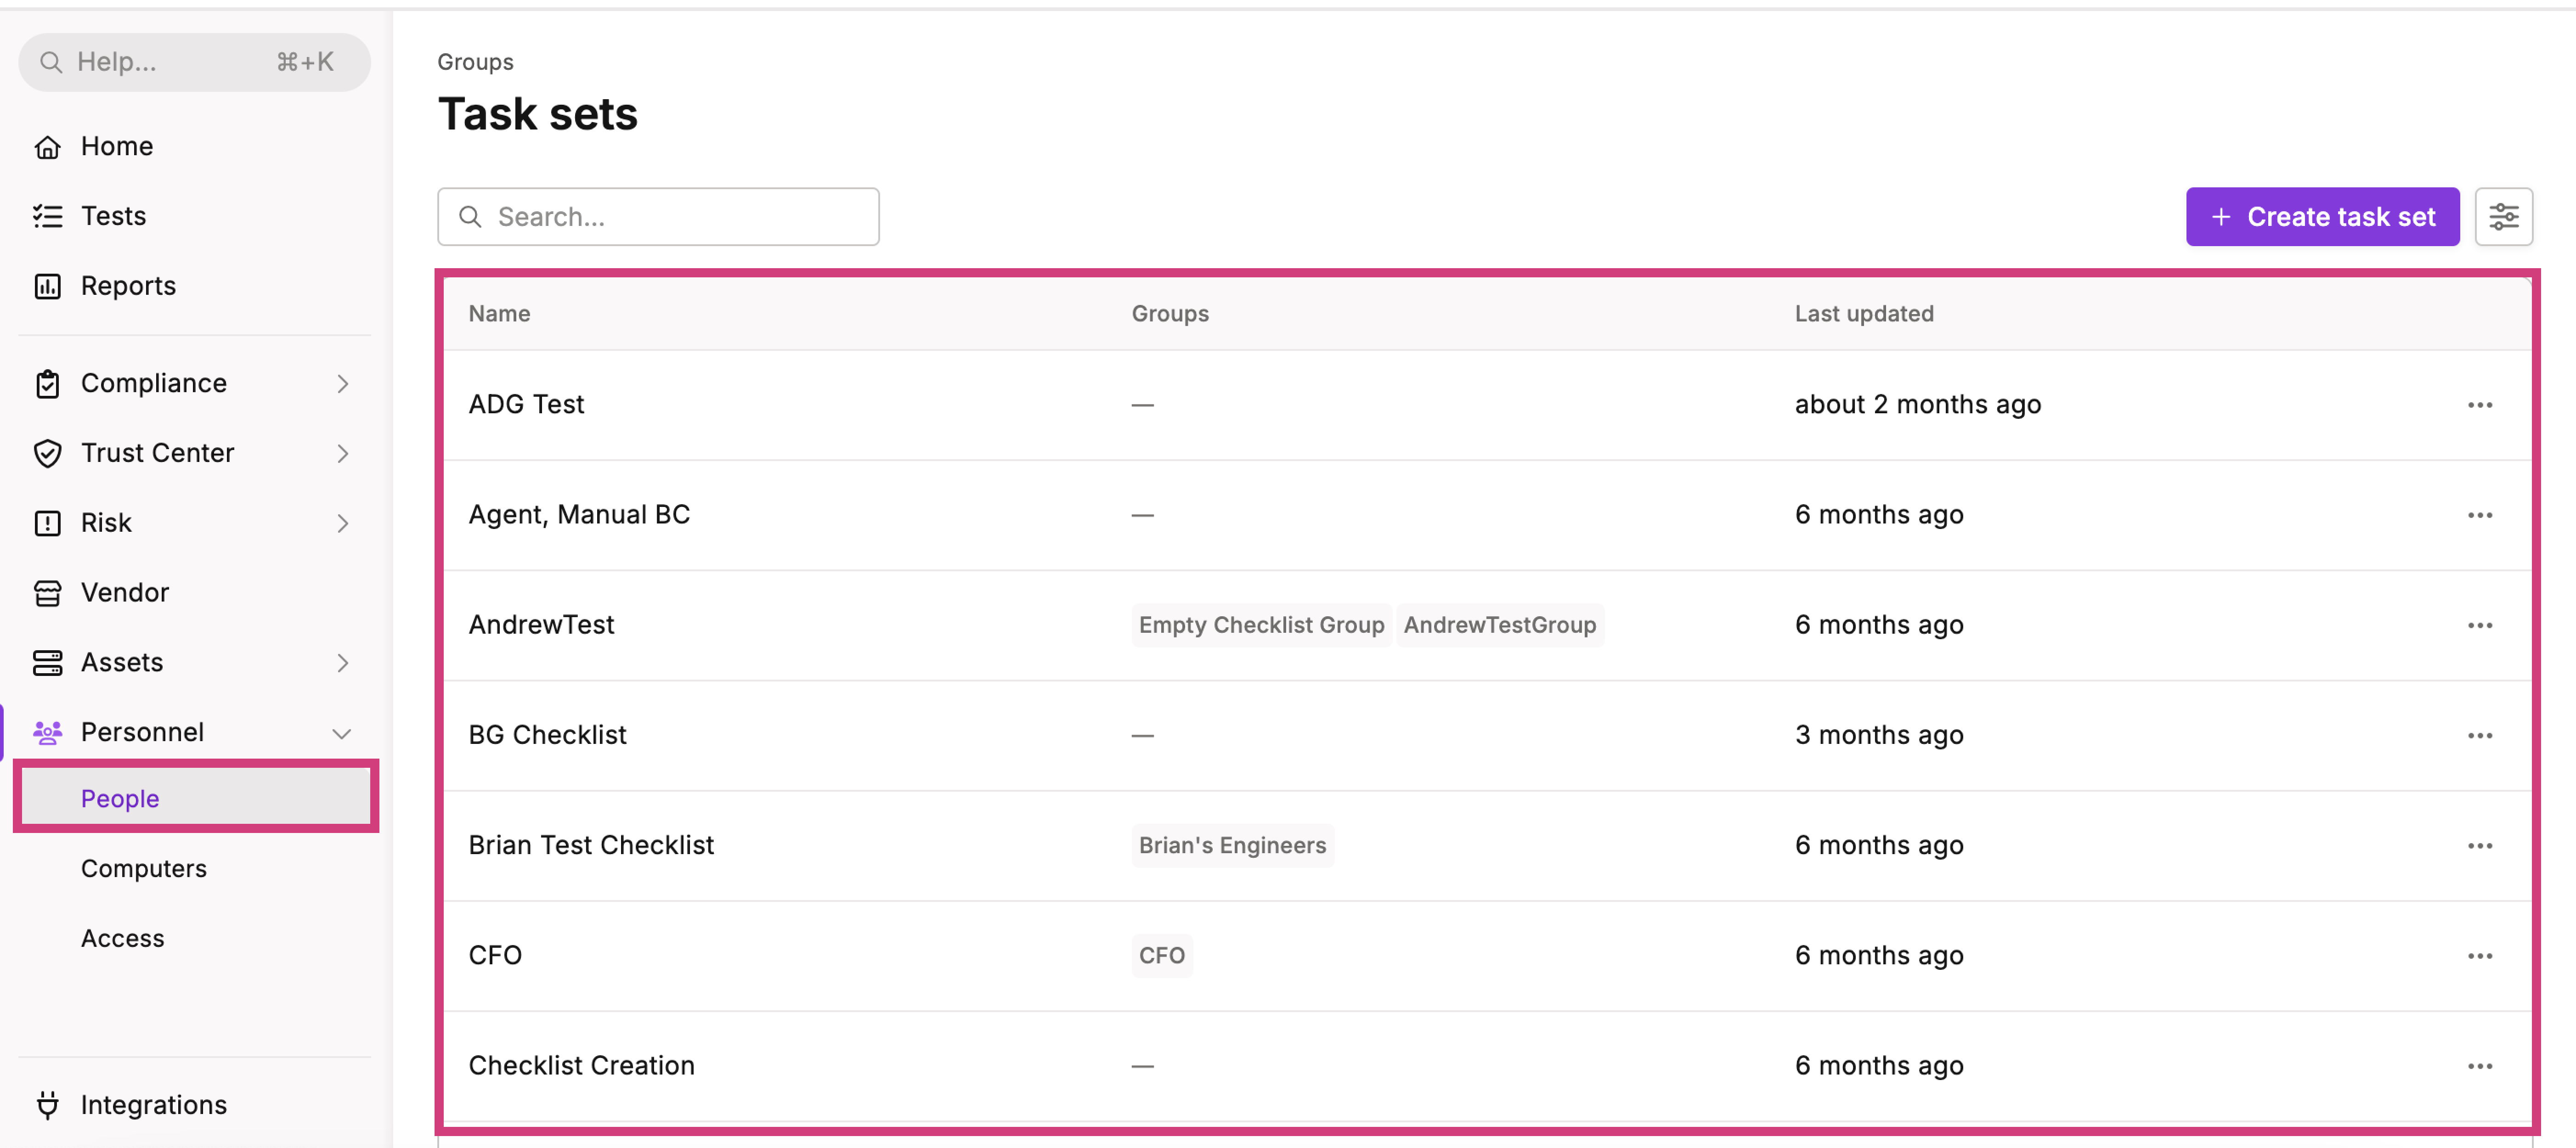 Help... ⌘+K
Home
Tests
Reports
Compliance
Trust Center
Risk
Vendor
Assets
Personnel
People
Computers
Access
Integrations
Groups
Task sets
Search...
+ Create task set
Name Groups Last updated
ADG Test — about 2 months ago
Agent, Manual BC — 6 months ago
AndrewTest Empty Checklist Group AndrewTestGroup 6 months ago
BG Checklist — 3 months ago
Brian Test Checklist Brian's Engineers 6 months ago
CFO CFO 6 months ago
Checklist Creation — 6 months ago